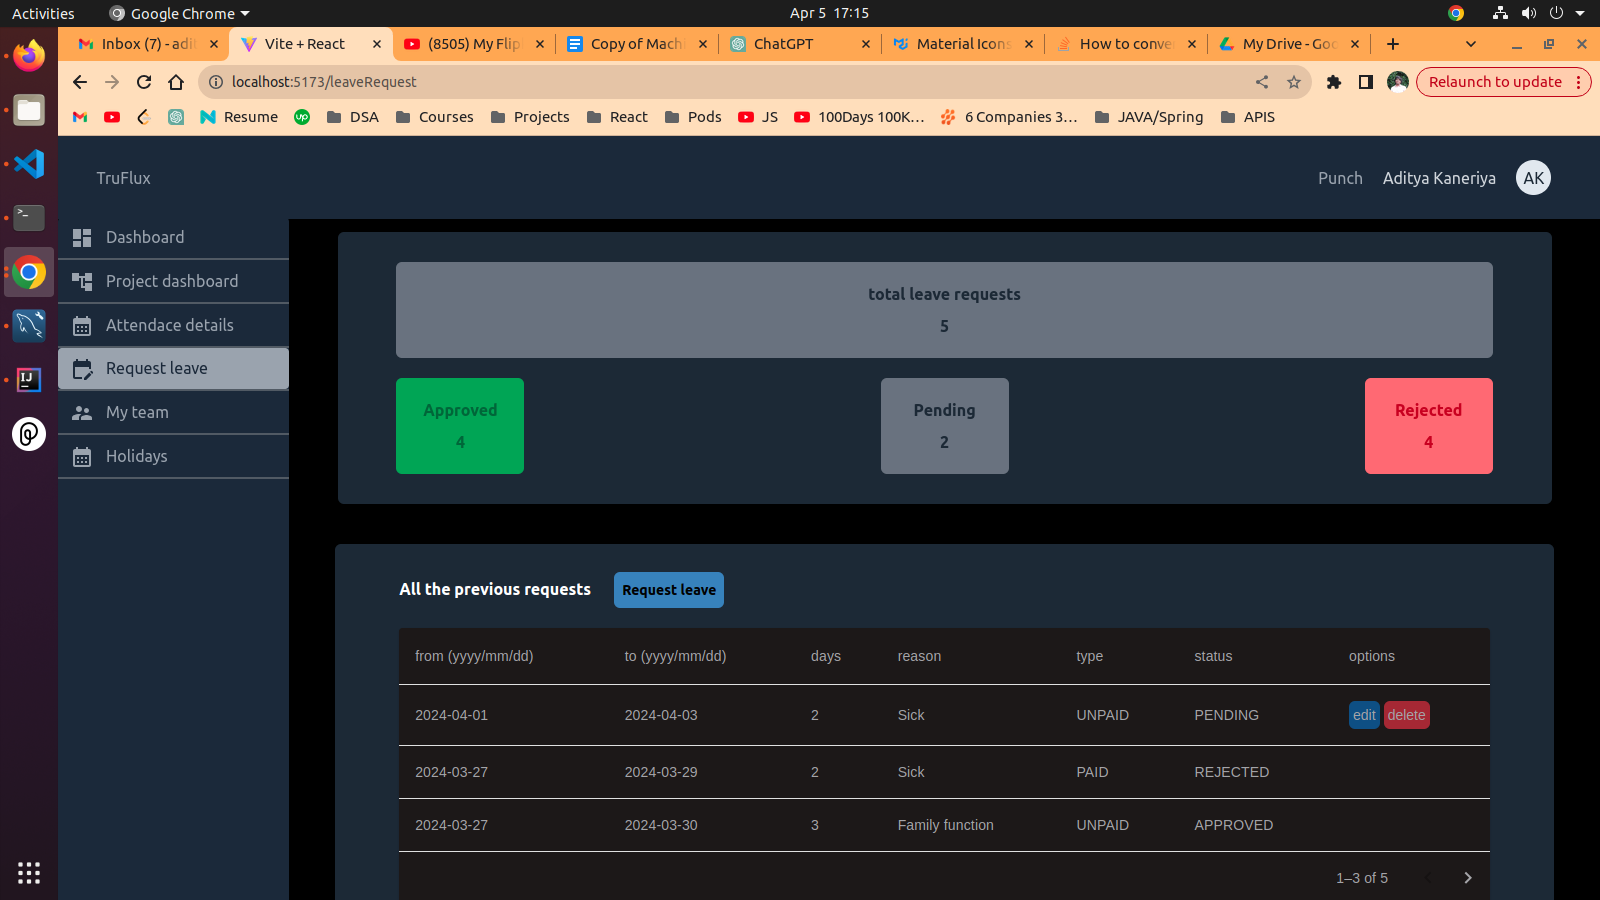 Activities
Google Chrome
Apr 5 17:15
Inbox (7) - adi
Vite + React
(8505) My Flip
Copy of Mach
ChatGPT
Material Icons
How to conve
My Drive - Goo
localhost:5173/leaveRequest
Relaunch to update
Resume
up
DSA
Courses
Projects
React
Pods
JS
100Days 100K...
6 Companies 3...
JAVA/Spring
APIS
TruFlux
Punch
Aditya Kaneriya
AK
Dashboard
Project dashboard
Attendace details
Request leave
My team
Holidays
IJ
total leave requests
5
Approved
4
Pending
2
Rejected
4
All the previous requests
Request leave
from (yyyy/mm/dd) to (yyyy/mm/dd) days reason type status options
2024-04-01 2024-04-03 2 Sick UNPAID PENDING edit delete
2024-03-27 2024-03-29 2 Sick PAID REJECTED
2024-03-27 2024-03-30 3 Family function UNPAID APPROVED
1–3 of 5